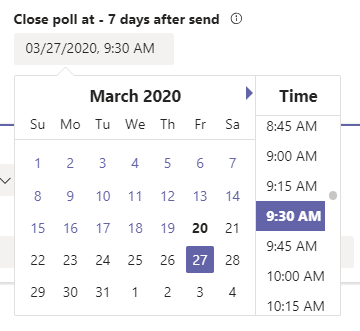 Close poll at - 7 days after send
03/27/2020, 9:30 AM
March 2020
Su Mo Tu We Th Fr Sa
1 2 3 4 5 6 7
8 9 10 11 12 13 14
15 16 17 18 19 20 21
22 23 24 25 26 27 28
29 30 31 1 2 3 4
Time
8:45 AM
9:00 AM
9:15 AM
9:30 AM
9:45 AM
10:00 AM
10:15 AM